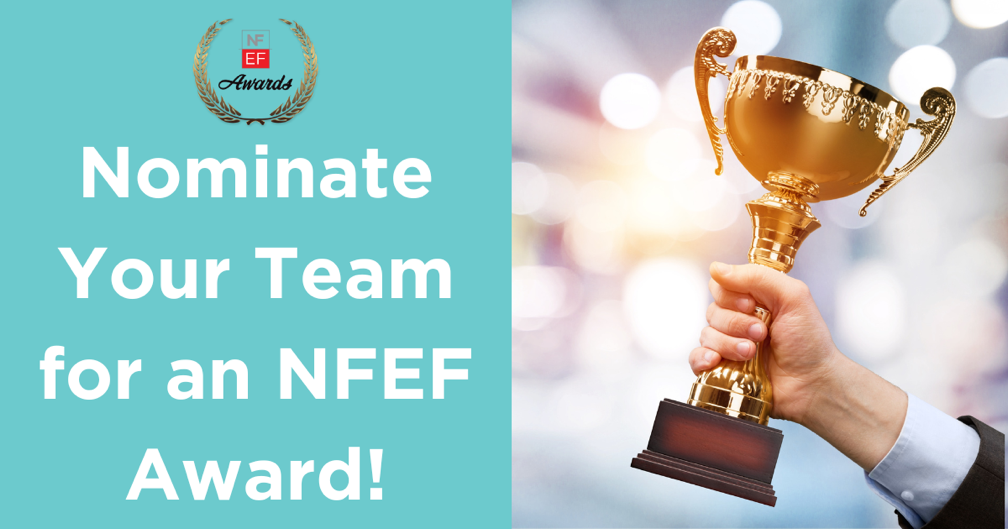 NF
EF
Awards
Nominate
Your Team
for an NFEF
Award!